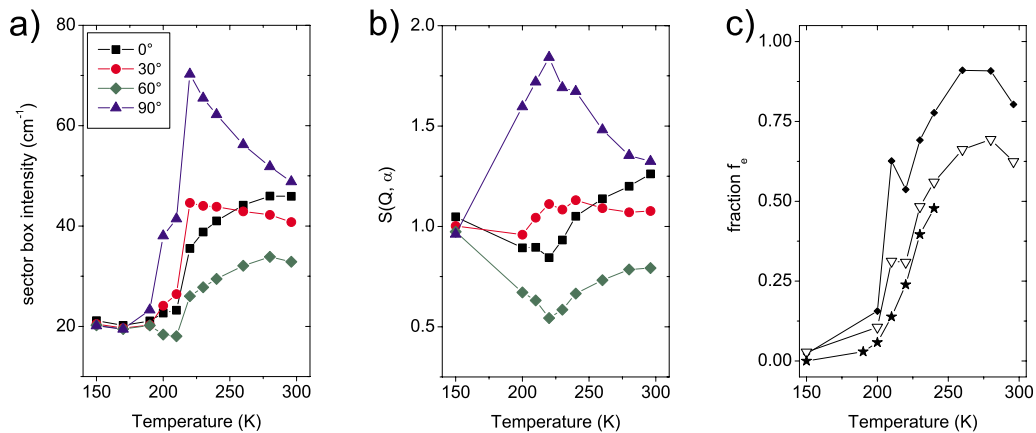 a)
80
60
40
20
sector box intensity (cm⁻¹)
0°
30°
60°
90°
150 200 250 300
Temperature (K)
b)
2.0
1.5
1.0
0.5
S(Q, α)
150 200 250 300
Temperature (K)
c)
1.00
0.75
0.50
0.25
0.00
fraction f_e
150 200 250 300
Temperature (K)